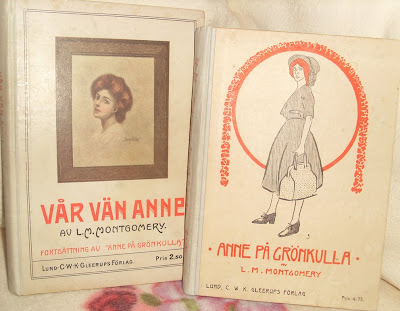 VÅR VÄN ANNE
AV L.M. MONTGOMERY.
FORTSÄTTNING AV "ANNE PÅ GRÖNKULLA"
LUND. C.W.K. GLEERUPS FÖRLAG. Pris 2.50
· ANNE PÅ GRÖNKULLA ·
AV
L. M. MONTGOMERY
LUND, C. W. K. GLEERUPS FÖRLAG